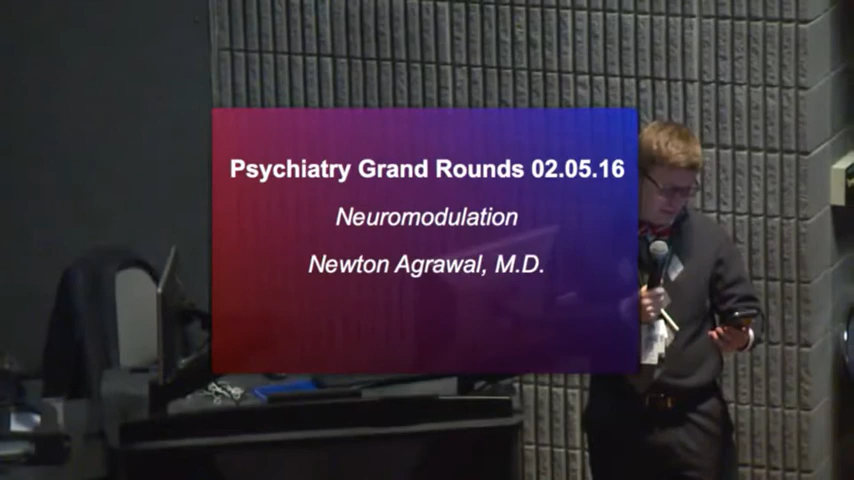 Psychiatry Grand Rounds 02.05.16
Neuromodulation
Newton Agrawal, M.D.